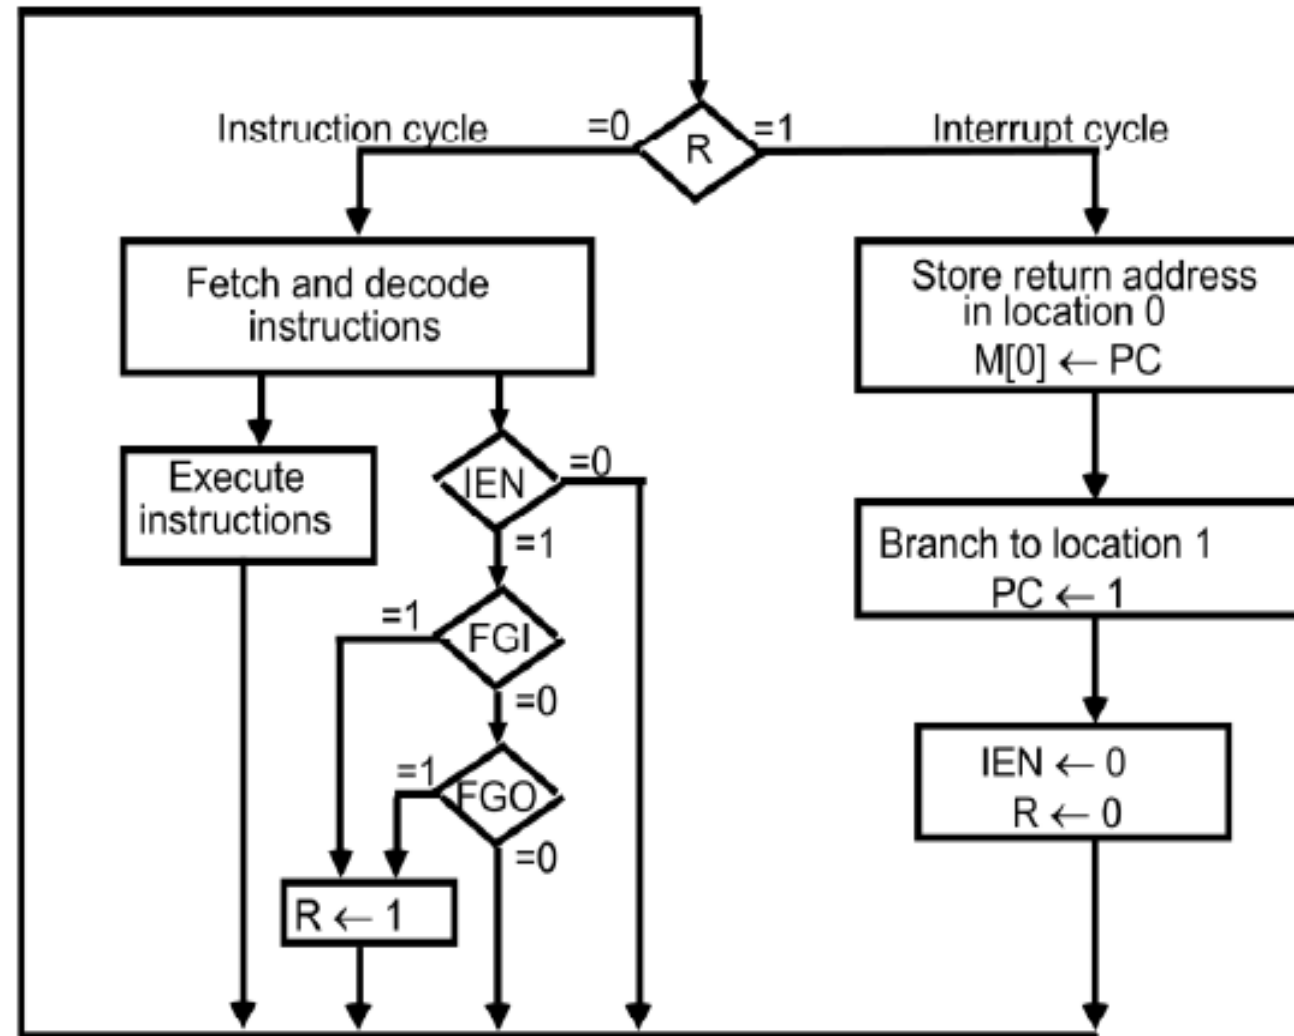 Instruction cycle
=0
R
=1
Interrupt cycle
Fetch and decode
instructions
Store return address
in location 0
M[0] ← PC
Execute
instructions
IEN
=0
=1
Branch to location 1
PC ← 1
=1
FGI
=0
=1
FGO
=0
IEN ← 0
R ← 0
R ← 1